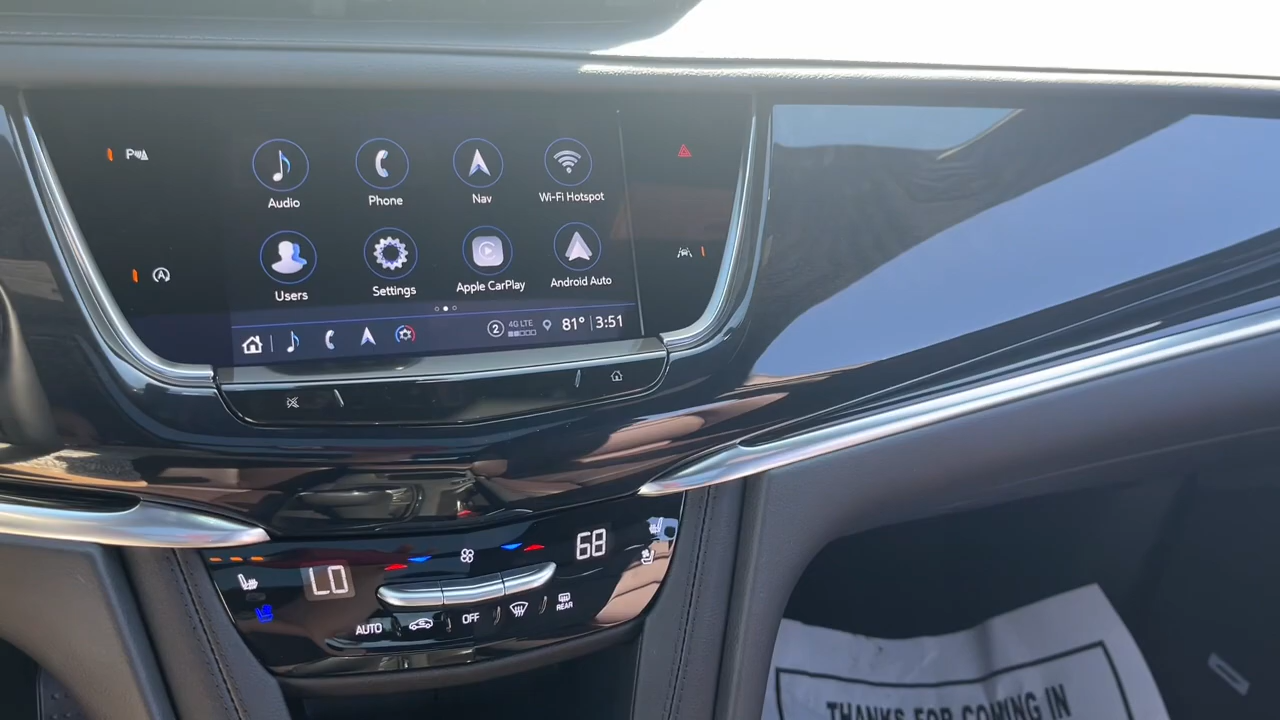 P
Audio
Phone
Nav
Wi-Fi Hotspot
Users
Settings
Apple CarPlay
Android Auto
A
2
4G LTE
81° 3:51
LO
68
AUTO
OFF
REAR
THANKS FOR COMING IN